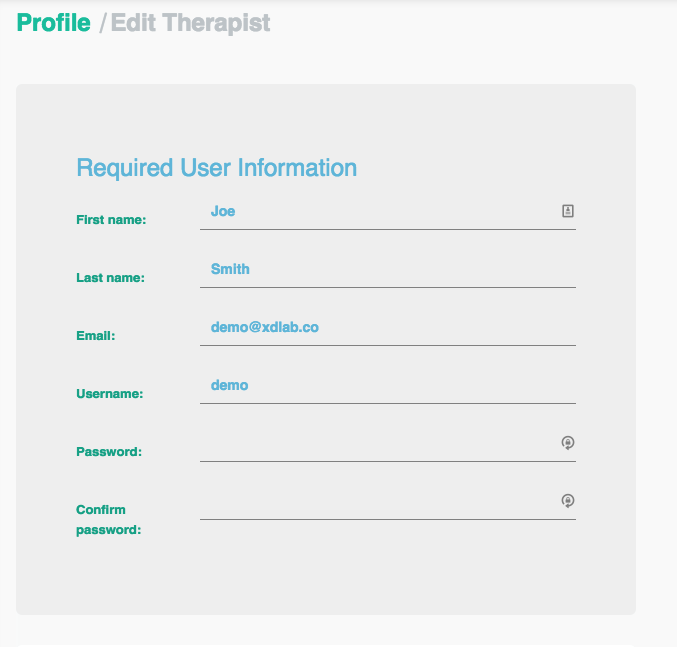 Profile / Edit Therapist
Required User Information
First name: Joe
Last name: Smith
Email: demo@xdlab.co
Username: demo
Password:
Confirm
password: